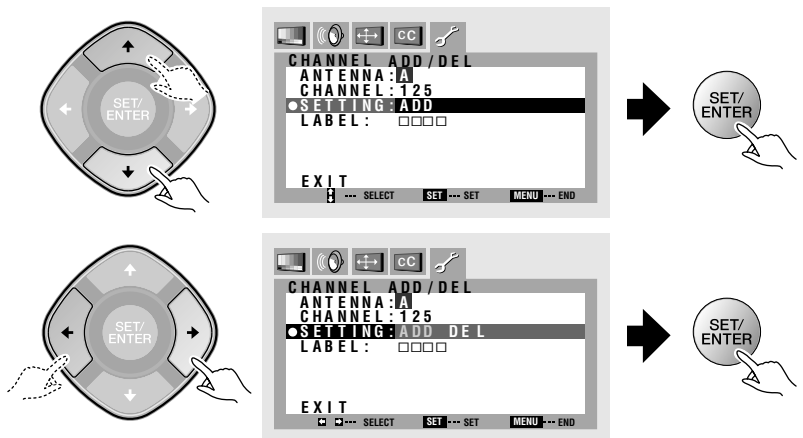 SET/
ENTER
CC
CHANNEL ADD/DEL
ANTENNA:A
CHANNEL:125
●SETTING:ADD
LABEL: □□□□
EXIT
--- SELECT SET --- SET MENU --- END
SET/
ENTER
SET/
ENTER
CC
CHANNEL ADD/DEL
ANTENNA:A
CHANNEL:125
●SETTING:ADD DEL
LABEL: □□□□
EXIT
--- SELECT SET --- SET MENU --- END
SET/
ENTER